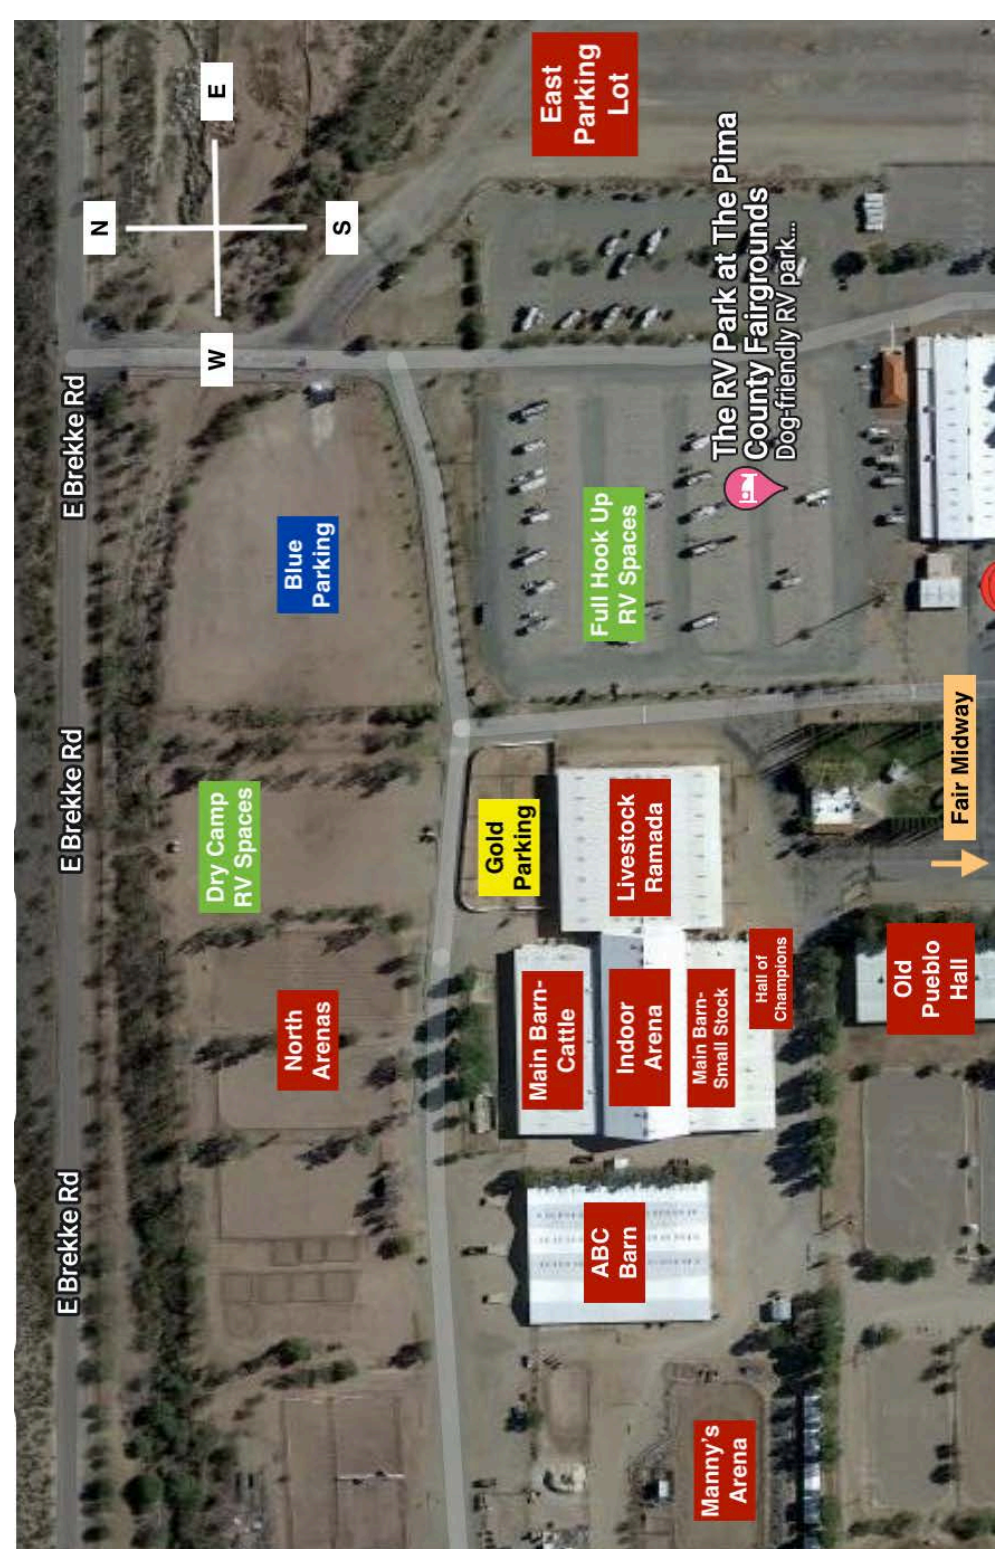 E Brekke Rd
E Brekke Rd
E Brekke Rd
N
E
S
W
North
Arenas
Dry Camp
RV Spaces
Blue
Parking
Gold
Parking
East
Parking
Lot
ABC
Barn
Main Barn-
Cattle
Indoor
Arena
Main Barn-
Small Stock
Hall of
Champions
Livestock
Ramada
Full Hook Up
RV Spaces
The RV Park at The Pima
County Fairgrounds
Dog-friendly RV park...
Manny's
Arena
Old
Pueblo
Hall
Fair Midway